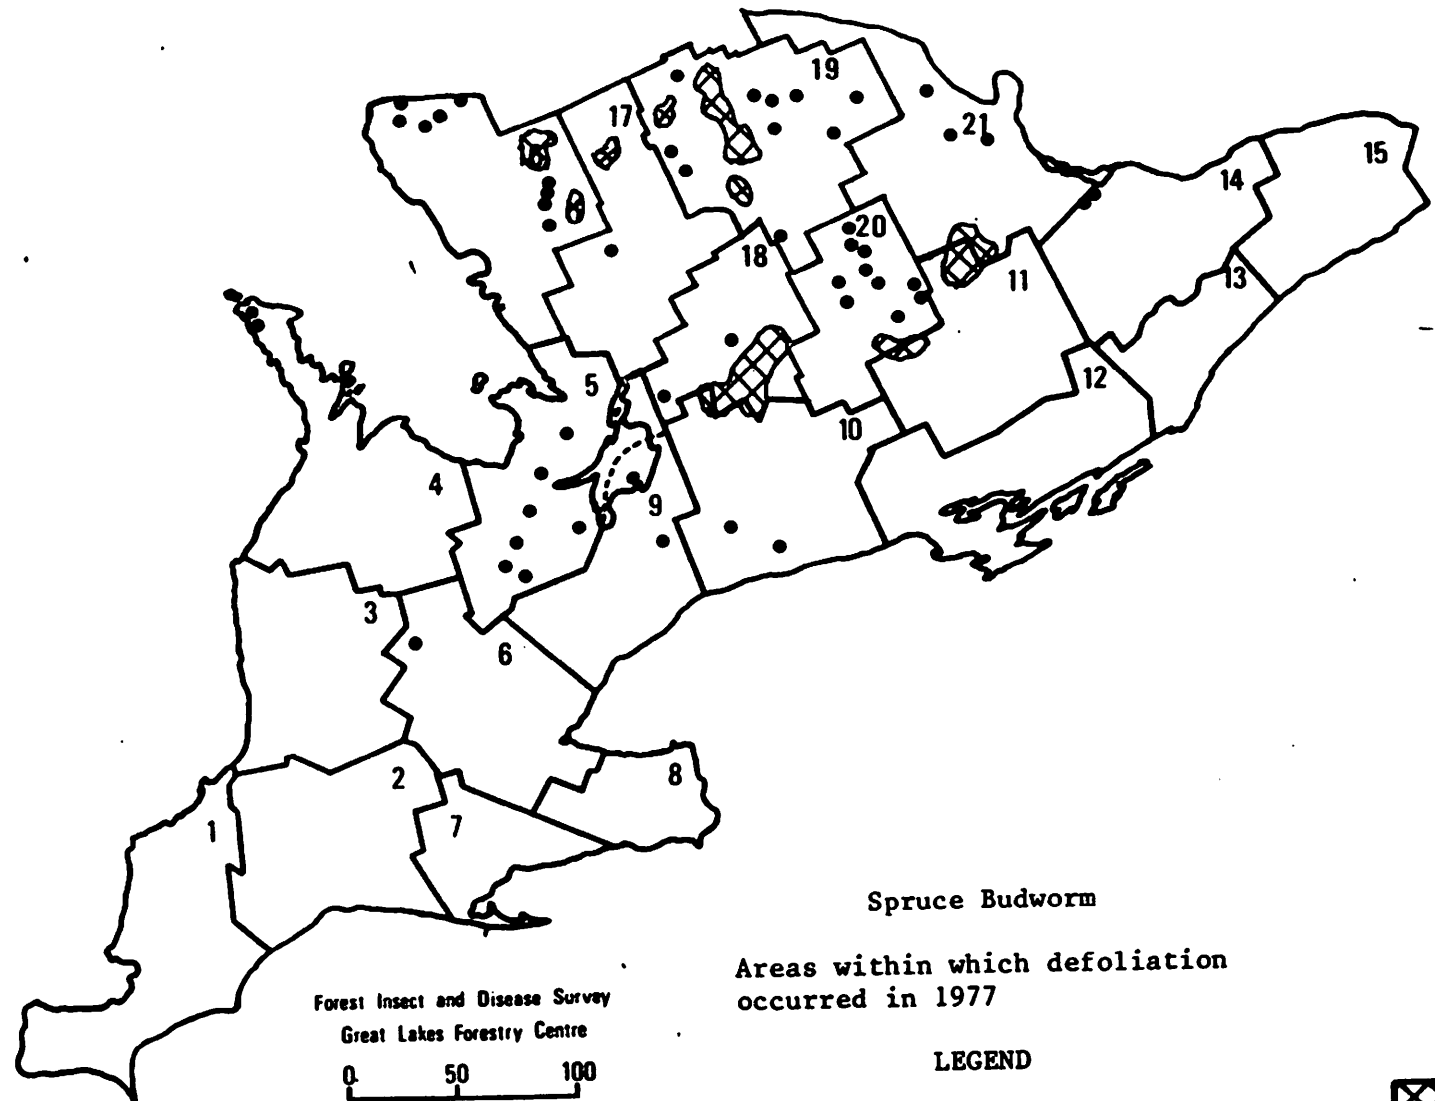 19
17
21
15
14
20
18
11
13
5
12
10
4
9
3
6
2
8
7
1
Spruce Budworm
Areas within which defoliation
occurred in 1977
Forest Insect and Disease Survey
Great Lakes Forestry Centre
LEGEND
0 50 100